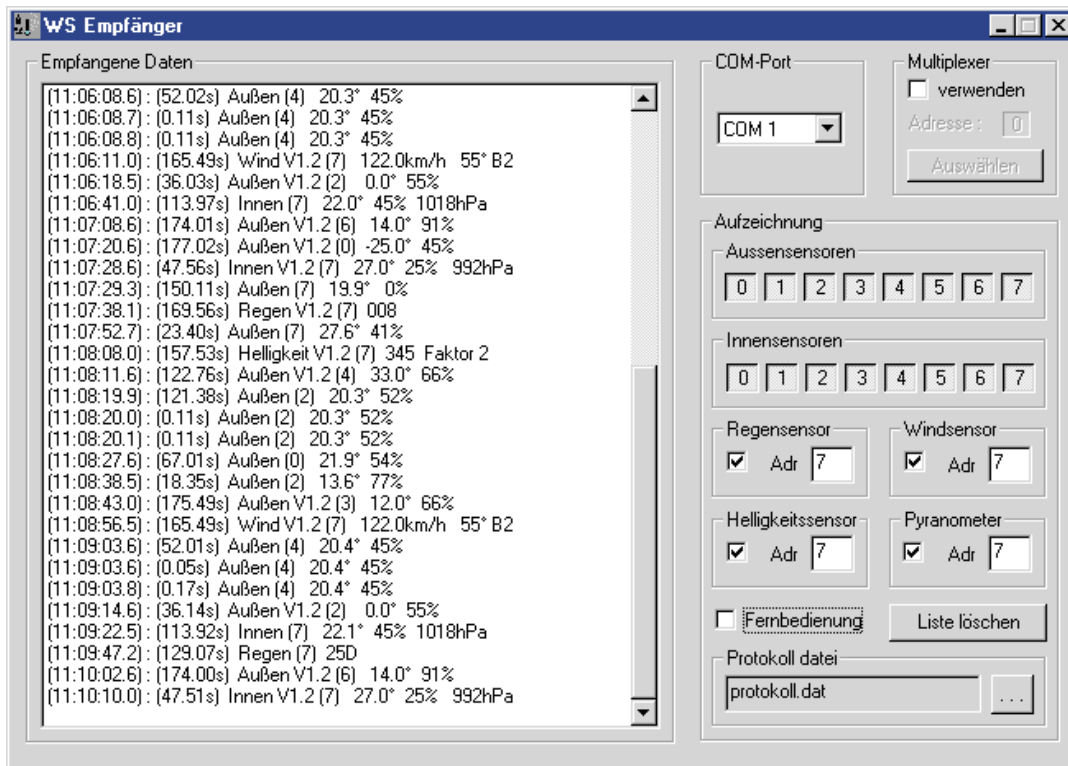 WS Empfänger
Empfangene Daten
(11:06:08.6) : (52.02s) Außen (4) 20.3° 45%
(11:06:08.7) : (0.11s) Außen (4) 20.3° 45%
(11:06:08.8) : (0.11s) Außen (4) 20.3° 45%
(11:06:11.0) : (165.49s) Wind V1.2 (7) 122.0km/h 55° B2
(11:06:18.5) : (36.03s) Außen V1.2 (2) 0.0° 55%
(11:06:41.0) : (113.97s) Innen (7) 22.0° 45% 1018hPa
(11:07:08.6) : (174.01s) Außen V1.2 (6) 14.0° 91%
(11:07:20.6) : (177.02s) Außen V1.2 (0) -25.0° 45%
(11:07:28.6) : (47.56s) Innen V1.2 (7) 27.0° 25% 992hPa
(11:07:29.3) : (150.11s) Außen (7) 19.9° 0%
(11:07:38.1) : (169.56s) Regen V1.2 (7) 008
(11:07:52.7) : (23.40s) Außen (7) 27.6° 41%
(11:08:08.0) : (157.53s) Helligkeit V1.2 (7) 345 Faktor 2
(11:08:11.6) : (122.76s) Außen V1.2 (4) 33.0° 66%
(11:08:19.9) : (121.38s) Außen (2) 20.3° 52%
(11:08:20.0) : (0.11s) Außen (2) 20.3° 52%
(11:08:20.1) : (0.11s) Außen (2) 20.3° 52%
(11:08:27.6) : (67.01s) Außen (0) 21.9° 54%
(11:08:38.5) : (18.35s) Außen (2) 13.6° 77%
(11:08:43.0) : (175.49s) Außen V1.2 (3) 12.0° 66%
(11:08:56.5) : (165.49s) Wind V1.2 (7) 122.0km/h 55° B2
(11:09:03.6) : (52.01s) Außen (4) 20.4° 45%
(11:09:03.6) : (0.05s) Außen (4) 20.4° 45%
(11:09:03.8) : (0.17s) Außen (4) 20.4° 45%
(11:09:14.6) : (36.14s) Außen V1.2 (2) 0.0° 55%
(11:09:22.5) : (113.92s) Innen (7) 22.1° 45% 1018hPa
(11:09:47.2) : (129.07s) Regen (7) 25D
(11:10:02.6) : (174.00s) Außen V1.2 (6) 14.0° 91%
(11:10:10.0) : (47.51s) Innen V1.2 (7) 27.0° 25% 992hPa
COM-Port
COM 1
Multiplexer
verwenden
Adresse : 0
Auswählen
Aufzeichnung
Aussensensoren
0 1 2 3 4 5 6 7
Innensensoren
0 1 2 3 4 5 6 7
Regensensor
Adr 7
Windsensor
Adr 7
Helligkeitssensor
Adr 7
Pyranometer
Adr 7
Fernbedienung
Liste löschen
Protokoll datei
protokoll.dat
. . .